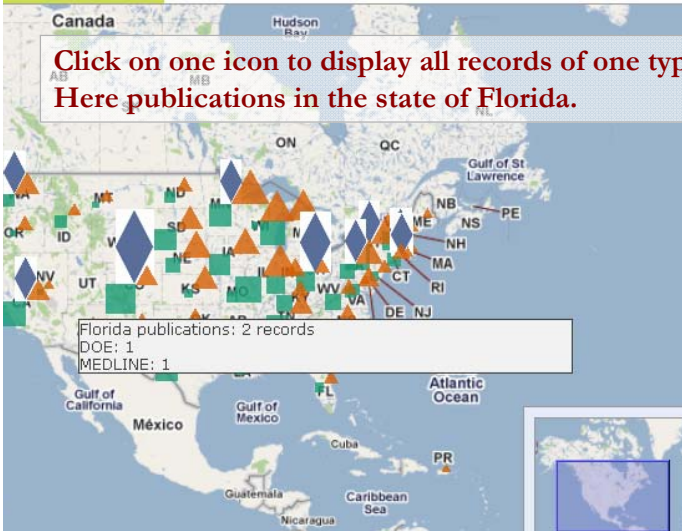 Canada
Hudson
Bay
Click on one icon to display all records of one typ
Here publications in the state of Florida.
AB
MB
NL
ON
QC
Gulf of St
Lawrence
NB
PE
ME
NS
ND
OR
ID
SD
NH
MA
IA
NE
NV
UT
CT
RI
KS
MO
WV
VA
DE
NJ
Florida publications: 2 records
DOE: 1
MEDLINE: 1
FL
Gulf of
California
México
Gulf of
Mexico
Atlantic
Ocean
Cuba
PR
Guatemala
Caribbean
Sea
Nicaragua